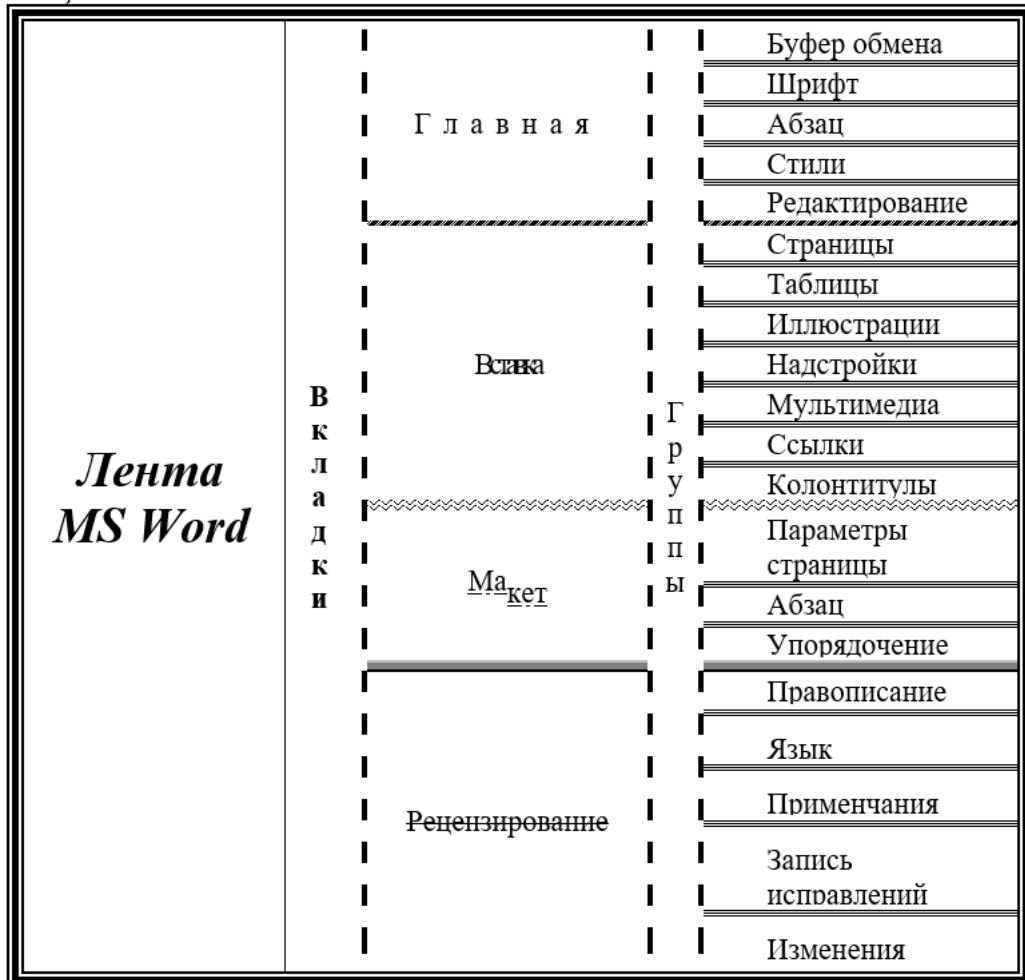 Лента
MS Word
Вкладки
Главная
Вставка
Макет
Рецензирование
Группы
Буфер обмена
Шрифт
Абзац
Стили
Редактирование
Страницы
Таблицы
Иллюстрации
Надстройки
Мультимедиа
Ссылки
Колонтитулы
Параметры
страницы
Абзац
Упорядочение
Правописание
Язык
Применчания
Запись
исправлений
Изменения